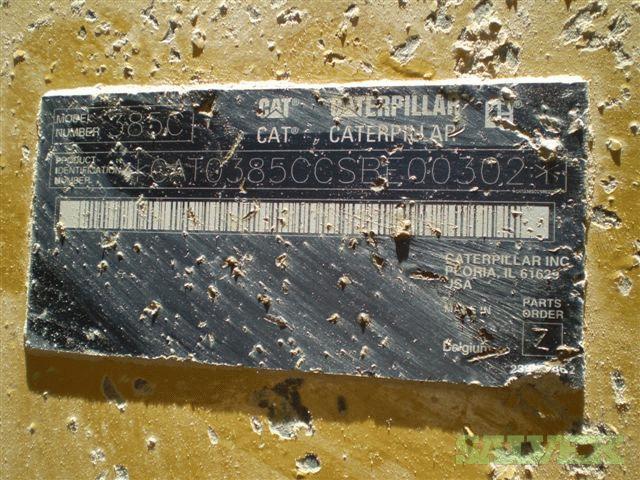 CAT CATERPILLAR
CAT CATERPILLAR
MODEL NUMBER 385C
PRODUCT IDENTIFICATION NUMBER CAT0385CCSBE00302
CATERPILLAR INC
PEORIA, IL 61629
USA
MADE IN
Belgium
PARTS ORDER
Z
SALVEX